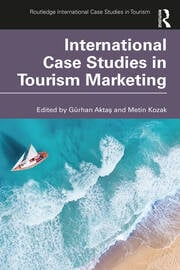 Routledge International Case Studies in Tourism
International
Case Studies in
Tourism Marketing
Edited by Gürhan Aktaş and Metin Kozak